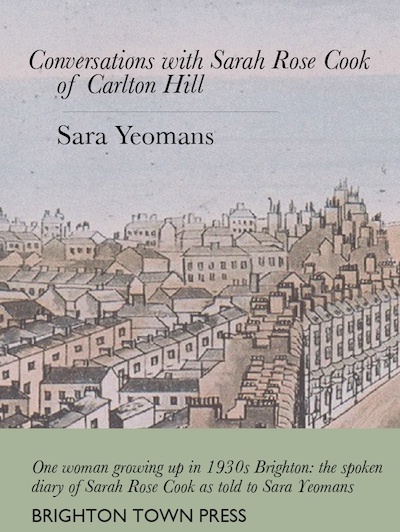 Conversations with Sarah Rose Cook
of Carlton Hill
Sara Yeomans
One woman growing up in 1930s Brighton: the spoken
diary of Sarah Rose Cook as told to Sara Yeomans
BRIGHTON TOWN PRESS